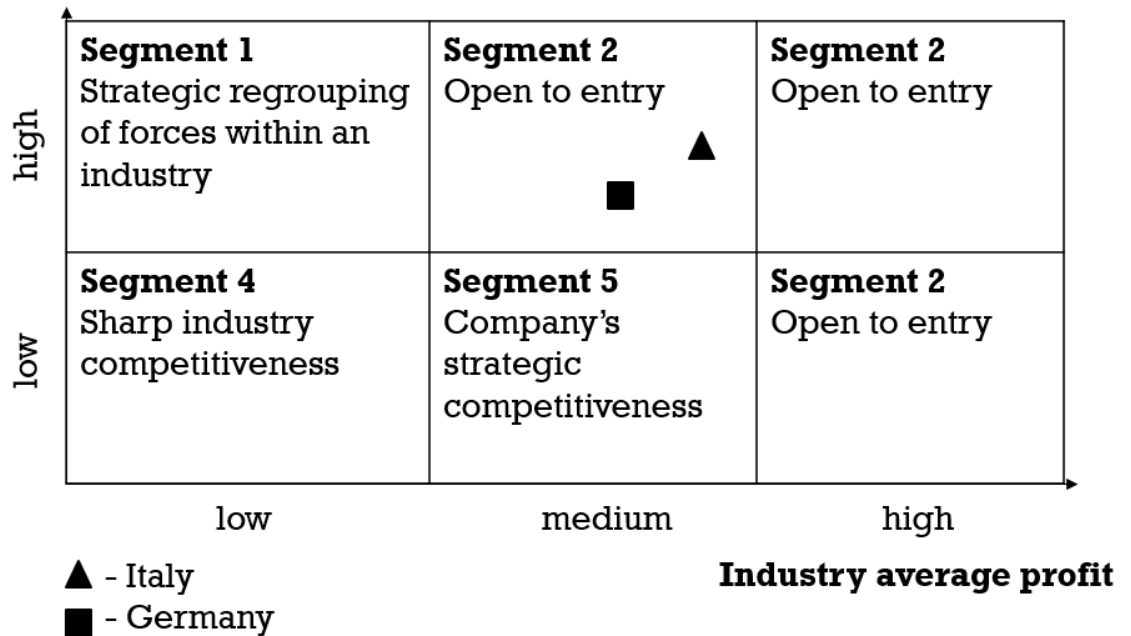 Segment 1
Strategic regrouping
of forces within an
industry
Segment 2
Open to entry
Segment 2
Open to entry
high
Segment 4
Sharp industry
competitiveness
Segment 5
Company’s
strategic
competitiveness
Segment 2
Open to entry
low
low
medium
high
Industry average profit
- Italy
- Germany